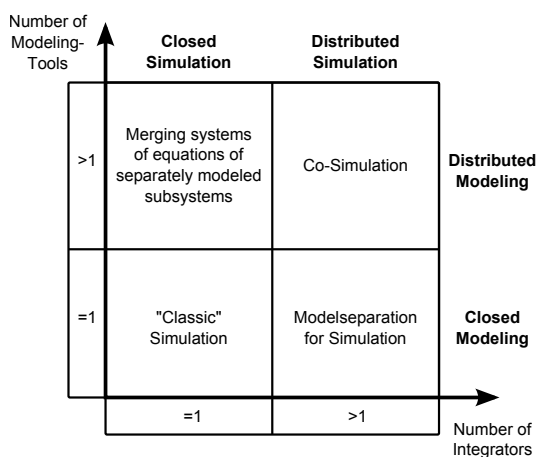 Number of
Modeling-
Tools
Closed
Simulation
Distributed
Simulation
>1
Merging systems
of equations of
separately modeled
subsystems
Co-Simulation
Distributed
Modeling
=1
"Classic"
Simulation
Modelseparation
for Simulation
Closed
Modeling
=1
>1
Number of
Integrators